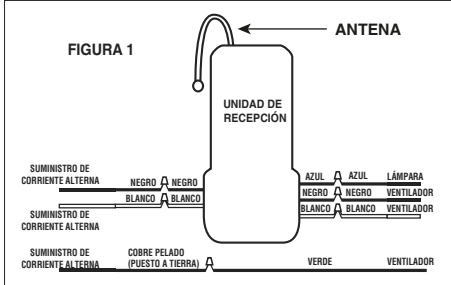 ANTENA
FIGURA 1
UNIDAD DE
RECEPCIÓN
SUMINISTRO DE
CORRIENTE ALTERNA
NEGRO NEGRO
AZUL AZUL LÁMPARA
NEGRO NEGRO VENTILADOR
BLANCO BLANCO
BLANCO BLANCO VENTILADOR
SUMINISTRO DE
CORRIENTE ALTERNA
SUMINISTRO DE
CORRIENTE ALTERNA
COBRE PELADO
(PUESTO A TIERRA)
VERDE
VENTILADOR